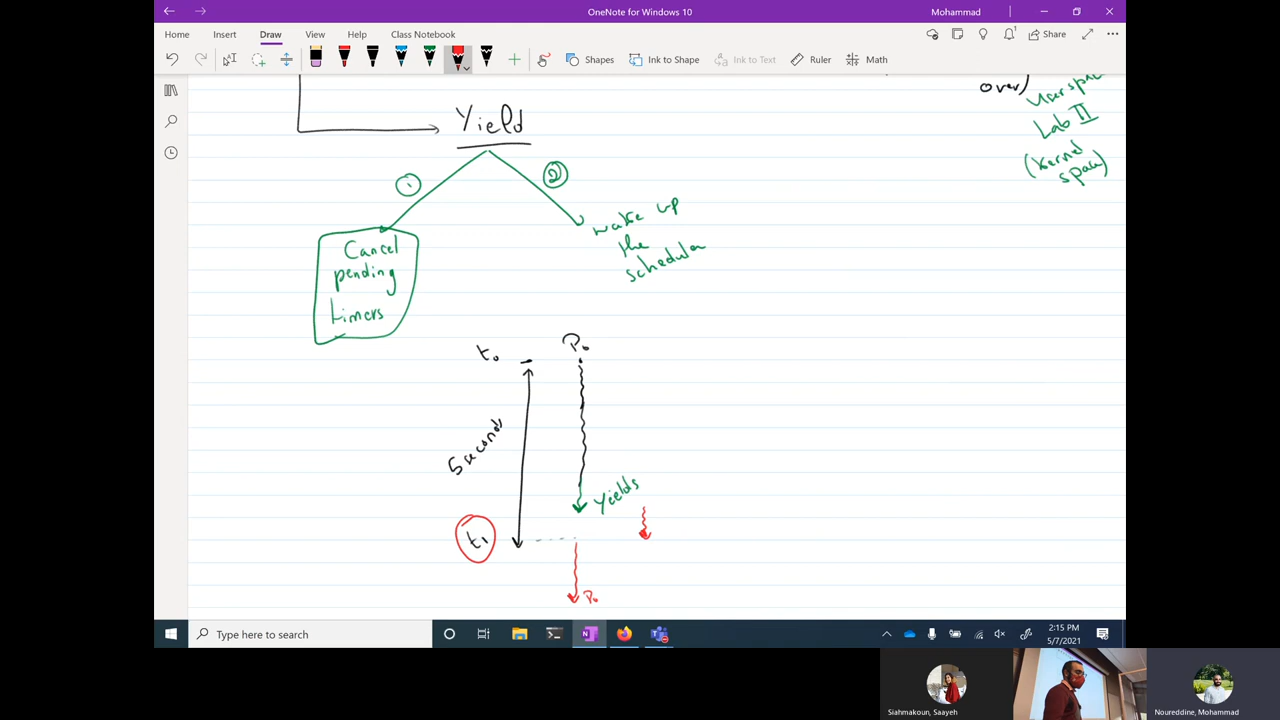 OneNote for Windows 10
Mohammad
Home
Insert
Draw
View
Help
Class Notebook
Share
Shapes
Ink to Shape
Ink to Text
Ruler
Math
over)
Userspace
Lab II
(Kernel
space)
Yield
1
2
Cancel
pending
timers
wake up
the
scheduler
t0
P0
5 seconds
yields
t1
P0
Type here to search
2:15 PM
5/7/2021
Siahmakoun, Saayeh
Noureddine, Mohammad